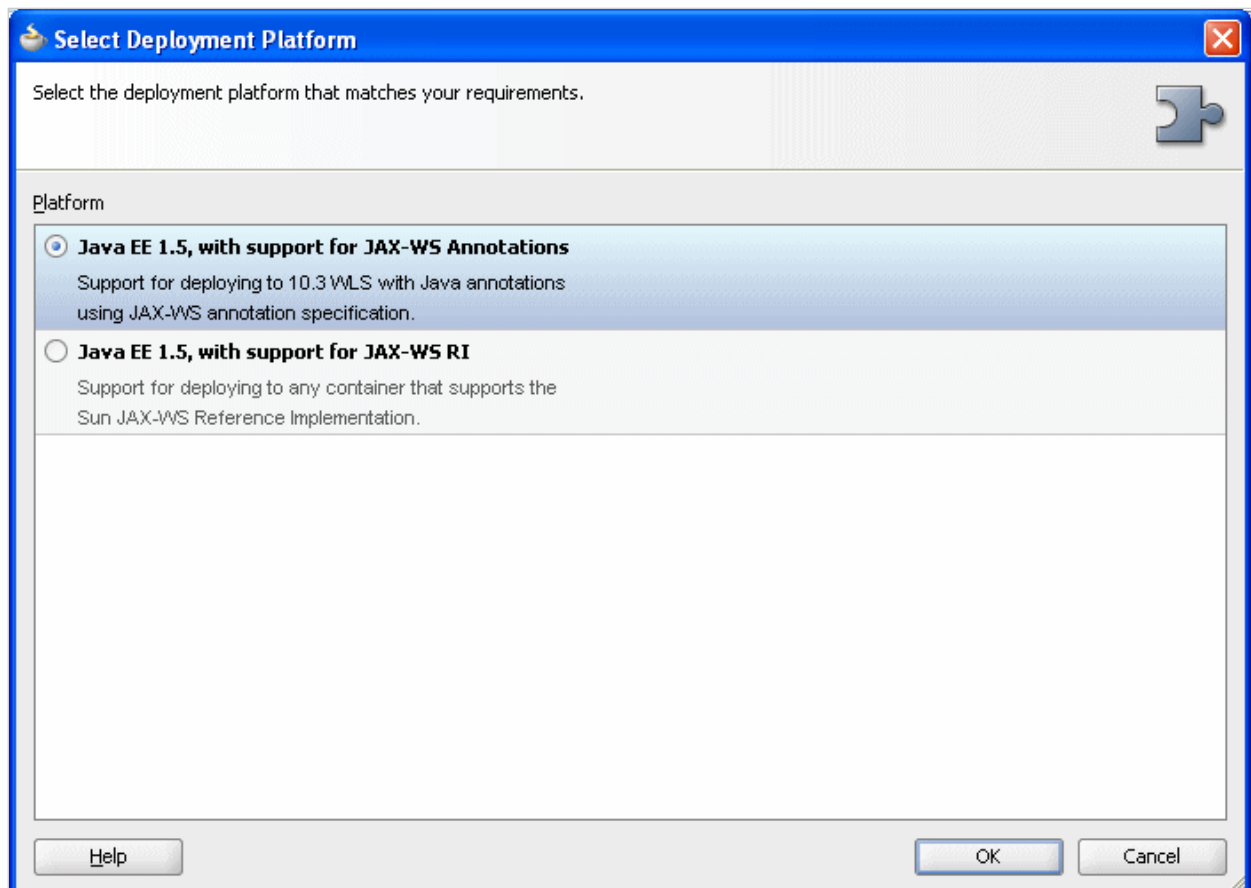 Select Deployment Platform
Select the deployment platform that matches your requirements.
Platform
Java EE 1.5, with support for JAX-WS Annotations
Support for deploying to 10.3 WLS with Java annotations
using JAX-WS annotation specification.
Java EE 1.5, with support for JAX-WS RI
Support for deploying to any container that supports the
Sun JAX-WS Reference Implementation.
Help OK Cancel